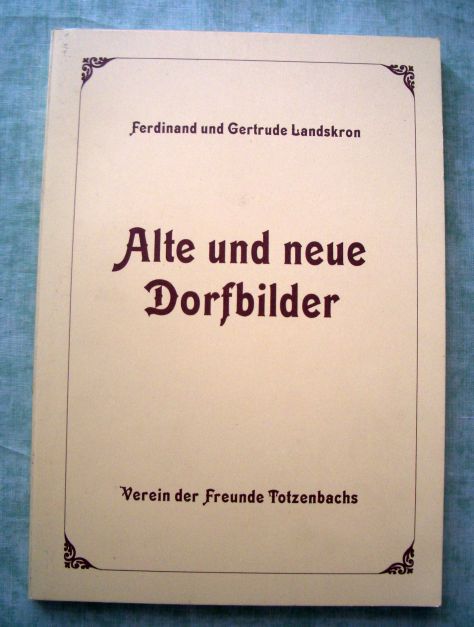 Ferdinand und Gertrude Landskron
Alte und neue
Dorfbilder
Verein der Freunde Totzenbachs